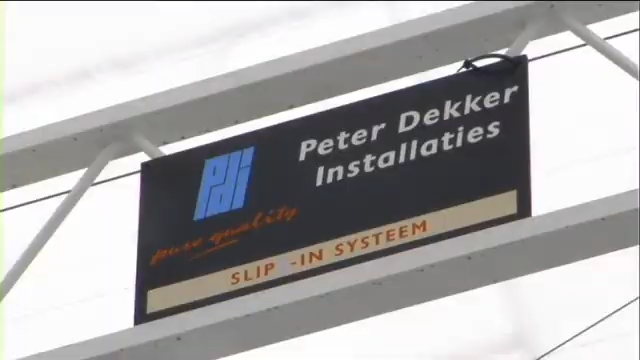 Peter Dekker
Installaties
pdi
pure quality
SLIP -IN SYSTEEM